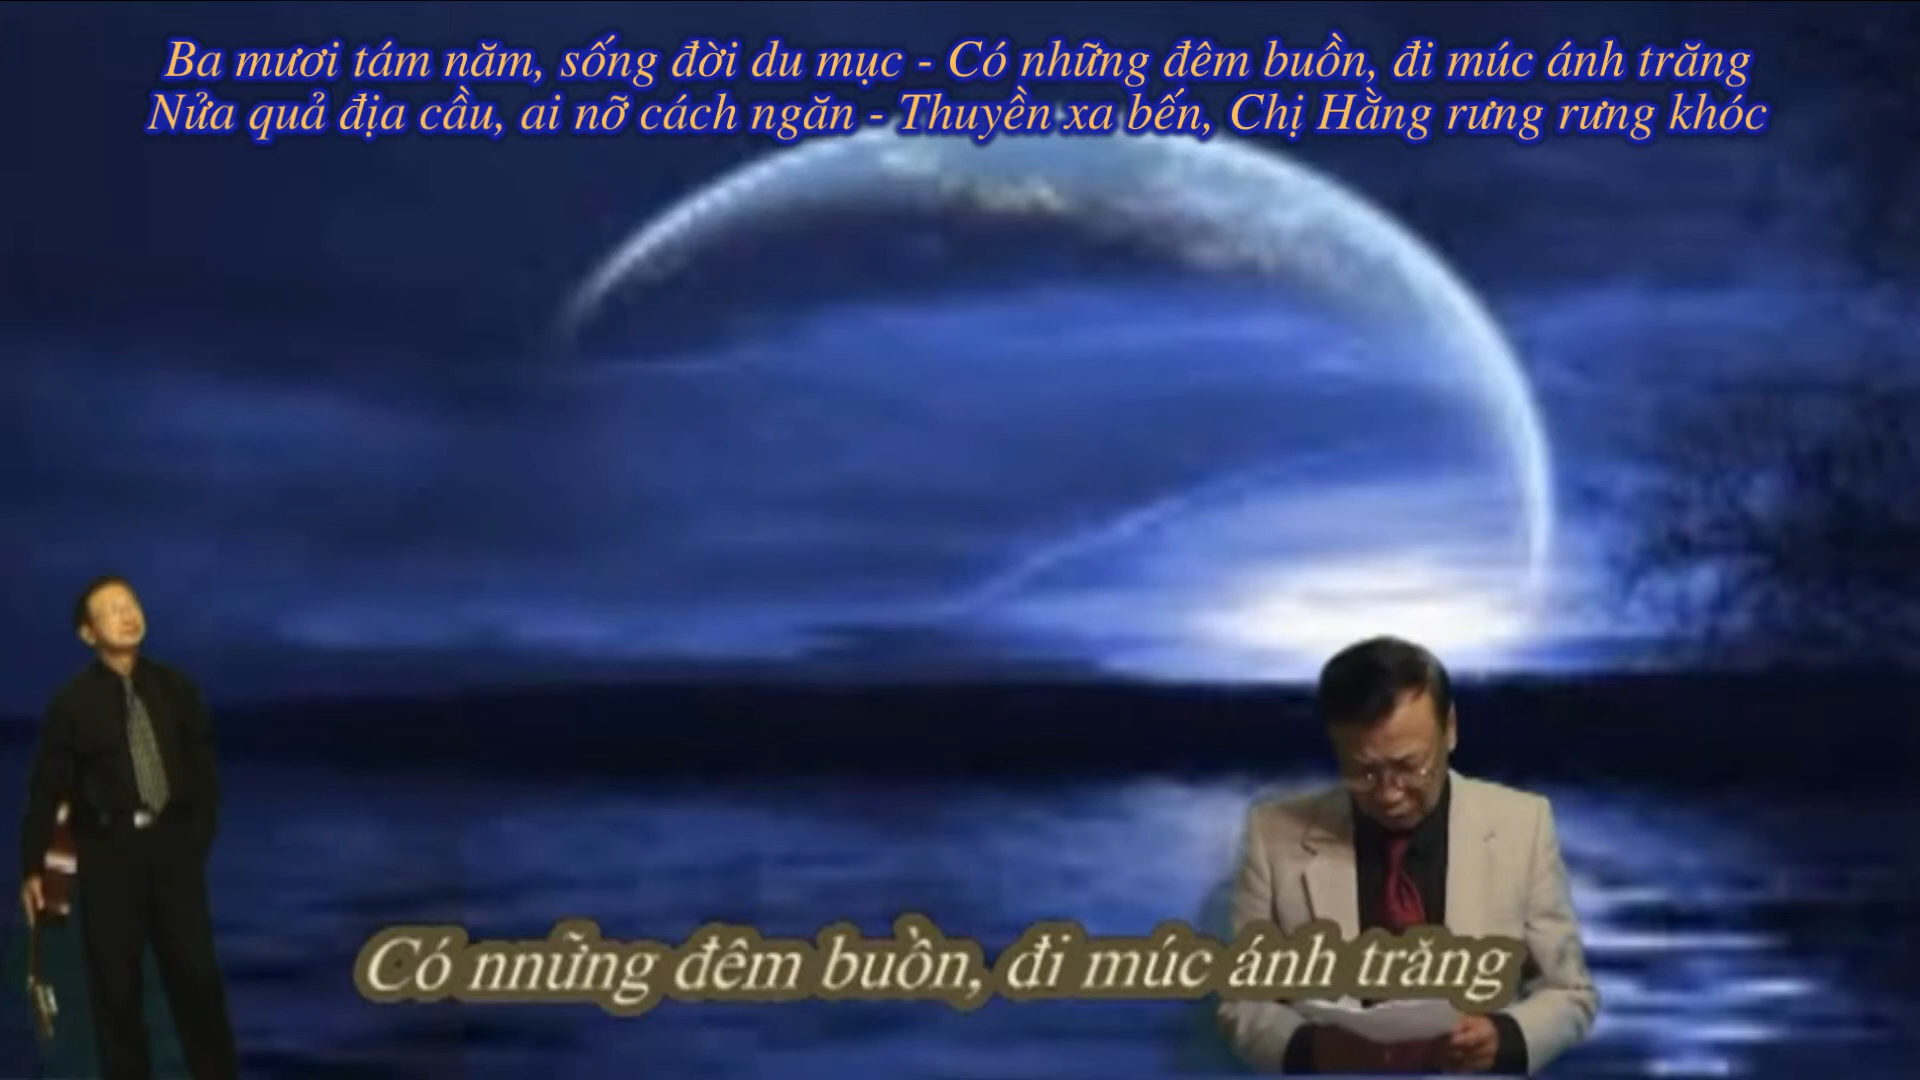 Ba mươi tám năm, sống đời du mục - Có những đêm buồn, đi múc ánh trăng
Nửa quả địa cầu, ai nỡ cách ngăn - Thuyền xa bến, Chị Hằng rưng rưng khóc
Có những đêm buồn, đi múc ánh trăng